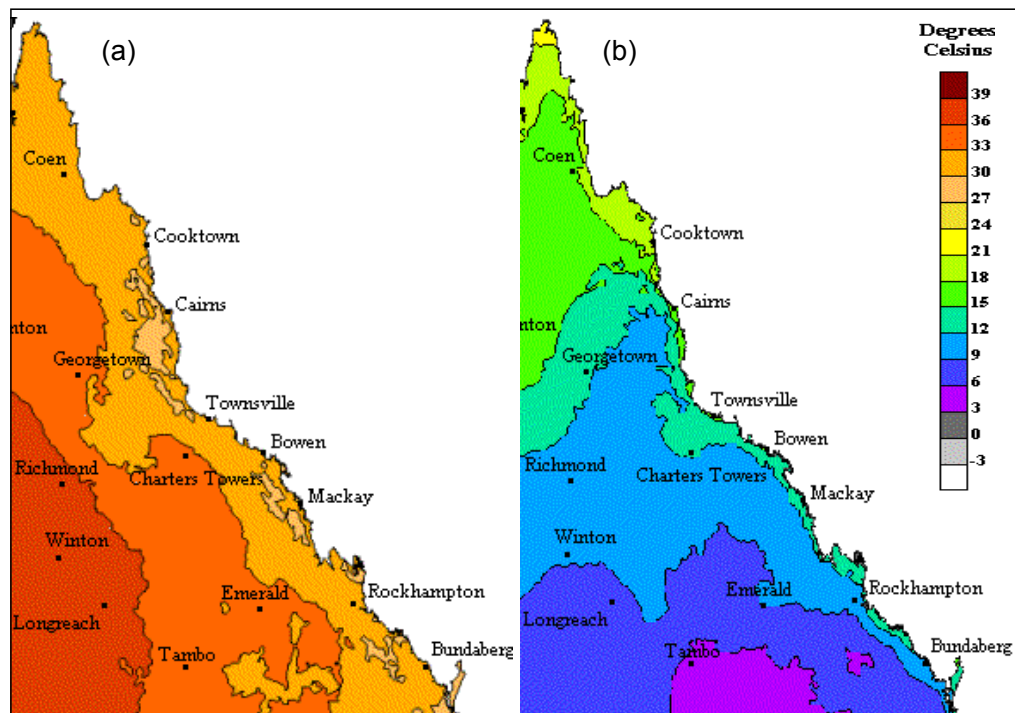 (a)
Coen
Cooktown
Cairns
nton
Georgetown
Townsville
Bowen
Richmond
Charters Towers
Mackay
Winton
Emerald
Rockhampton
Longreach
Tambo
Bundaberg
(b)
Coen
Cooktown
Cairns
nton
Georgetown
Townsville
Bowen
Richmond
Charters Towers
Mackay
Winton
Emerald
Rockhampton
Longreach
Tambo
Bundaberg
Degrees
Celsius
39
36
33
30
27
24
21
18
15
12
9
6
3
0
-3